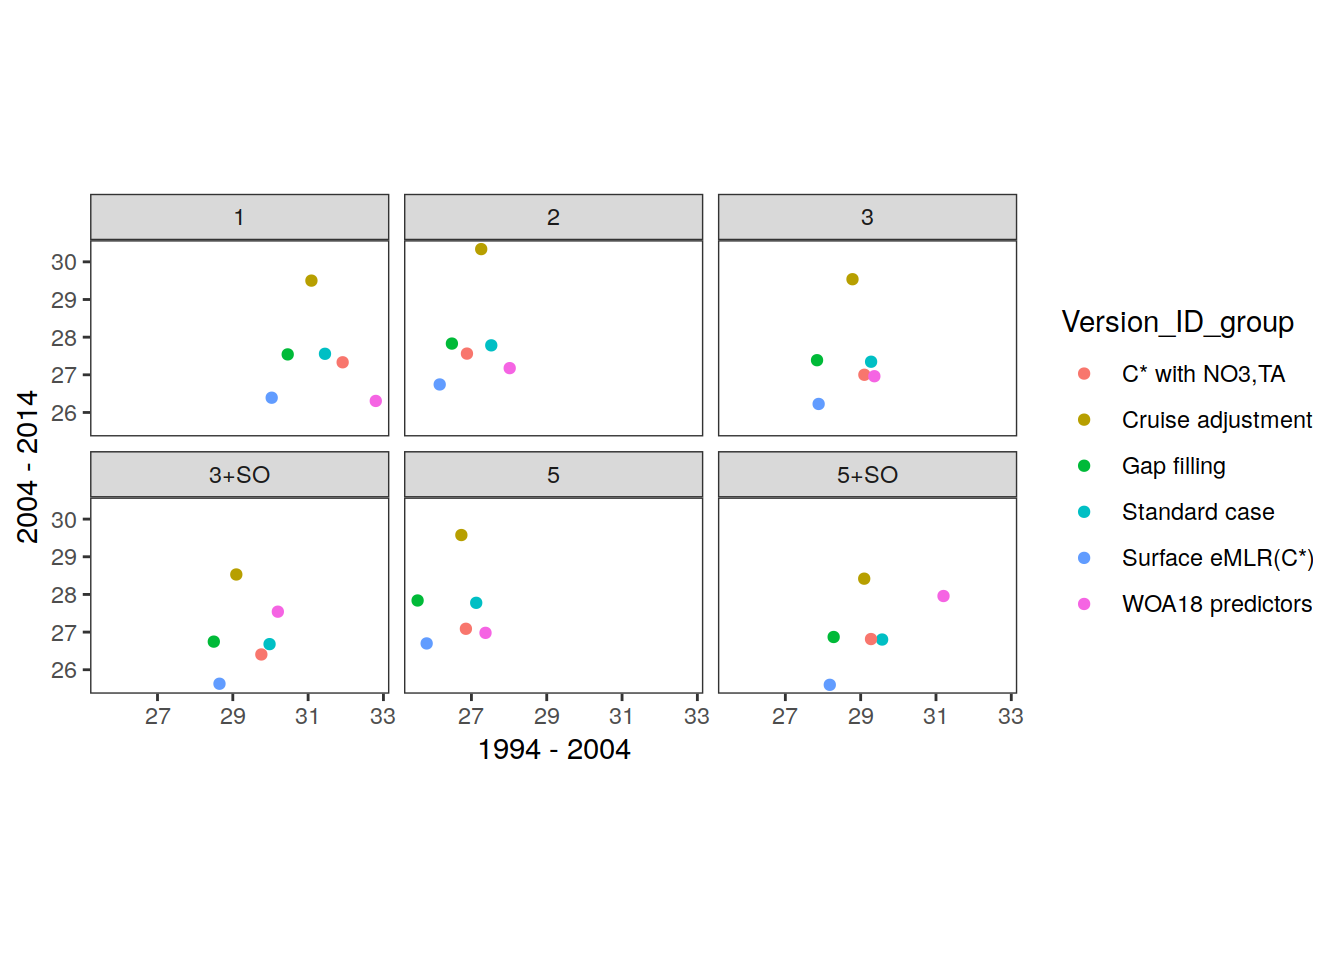 1 2 3
30
29
28
27
26
3+SO 5 5+SO
30
29
28
27
26
27 29 31 33 27 29 31 33 27 29 31 33
1994 - 2004
2004 - 2014
Version_ID_group
C* with NO3,TA
Cruise adjustment
Gap filling
Standard case
Surface eMLR(C*)
WOA18 predictors